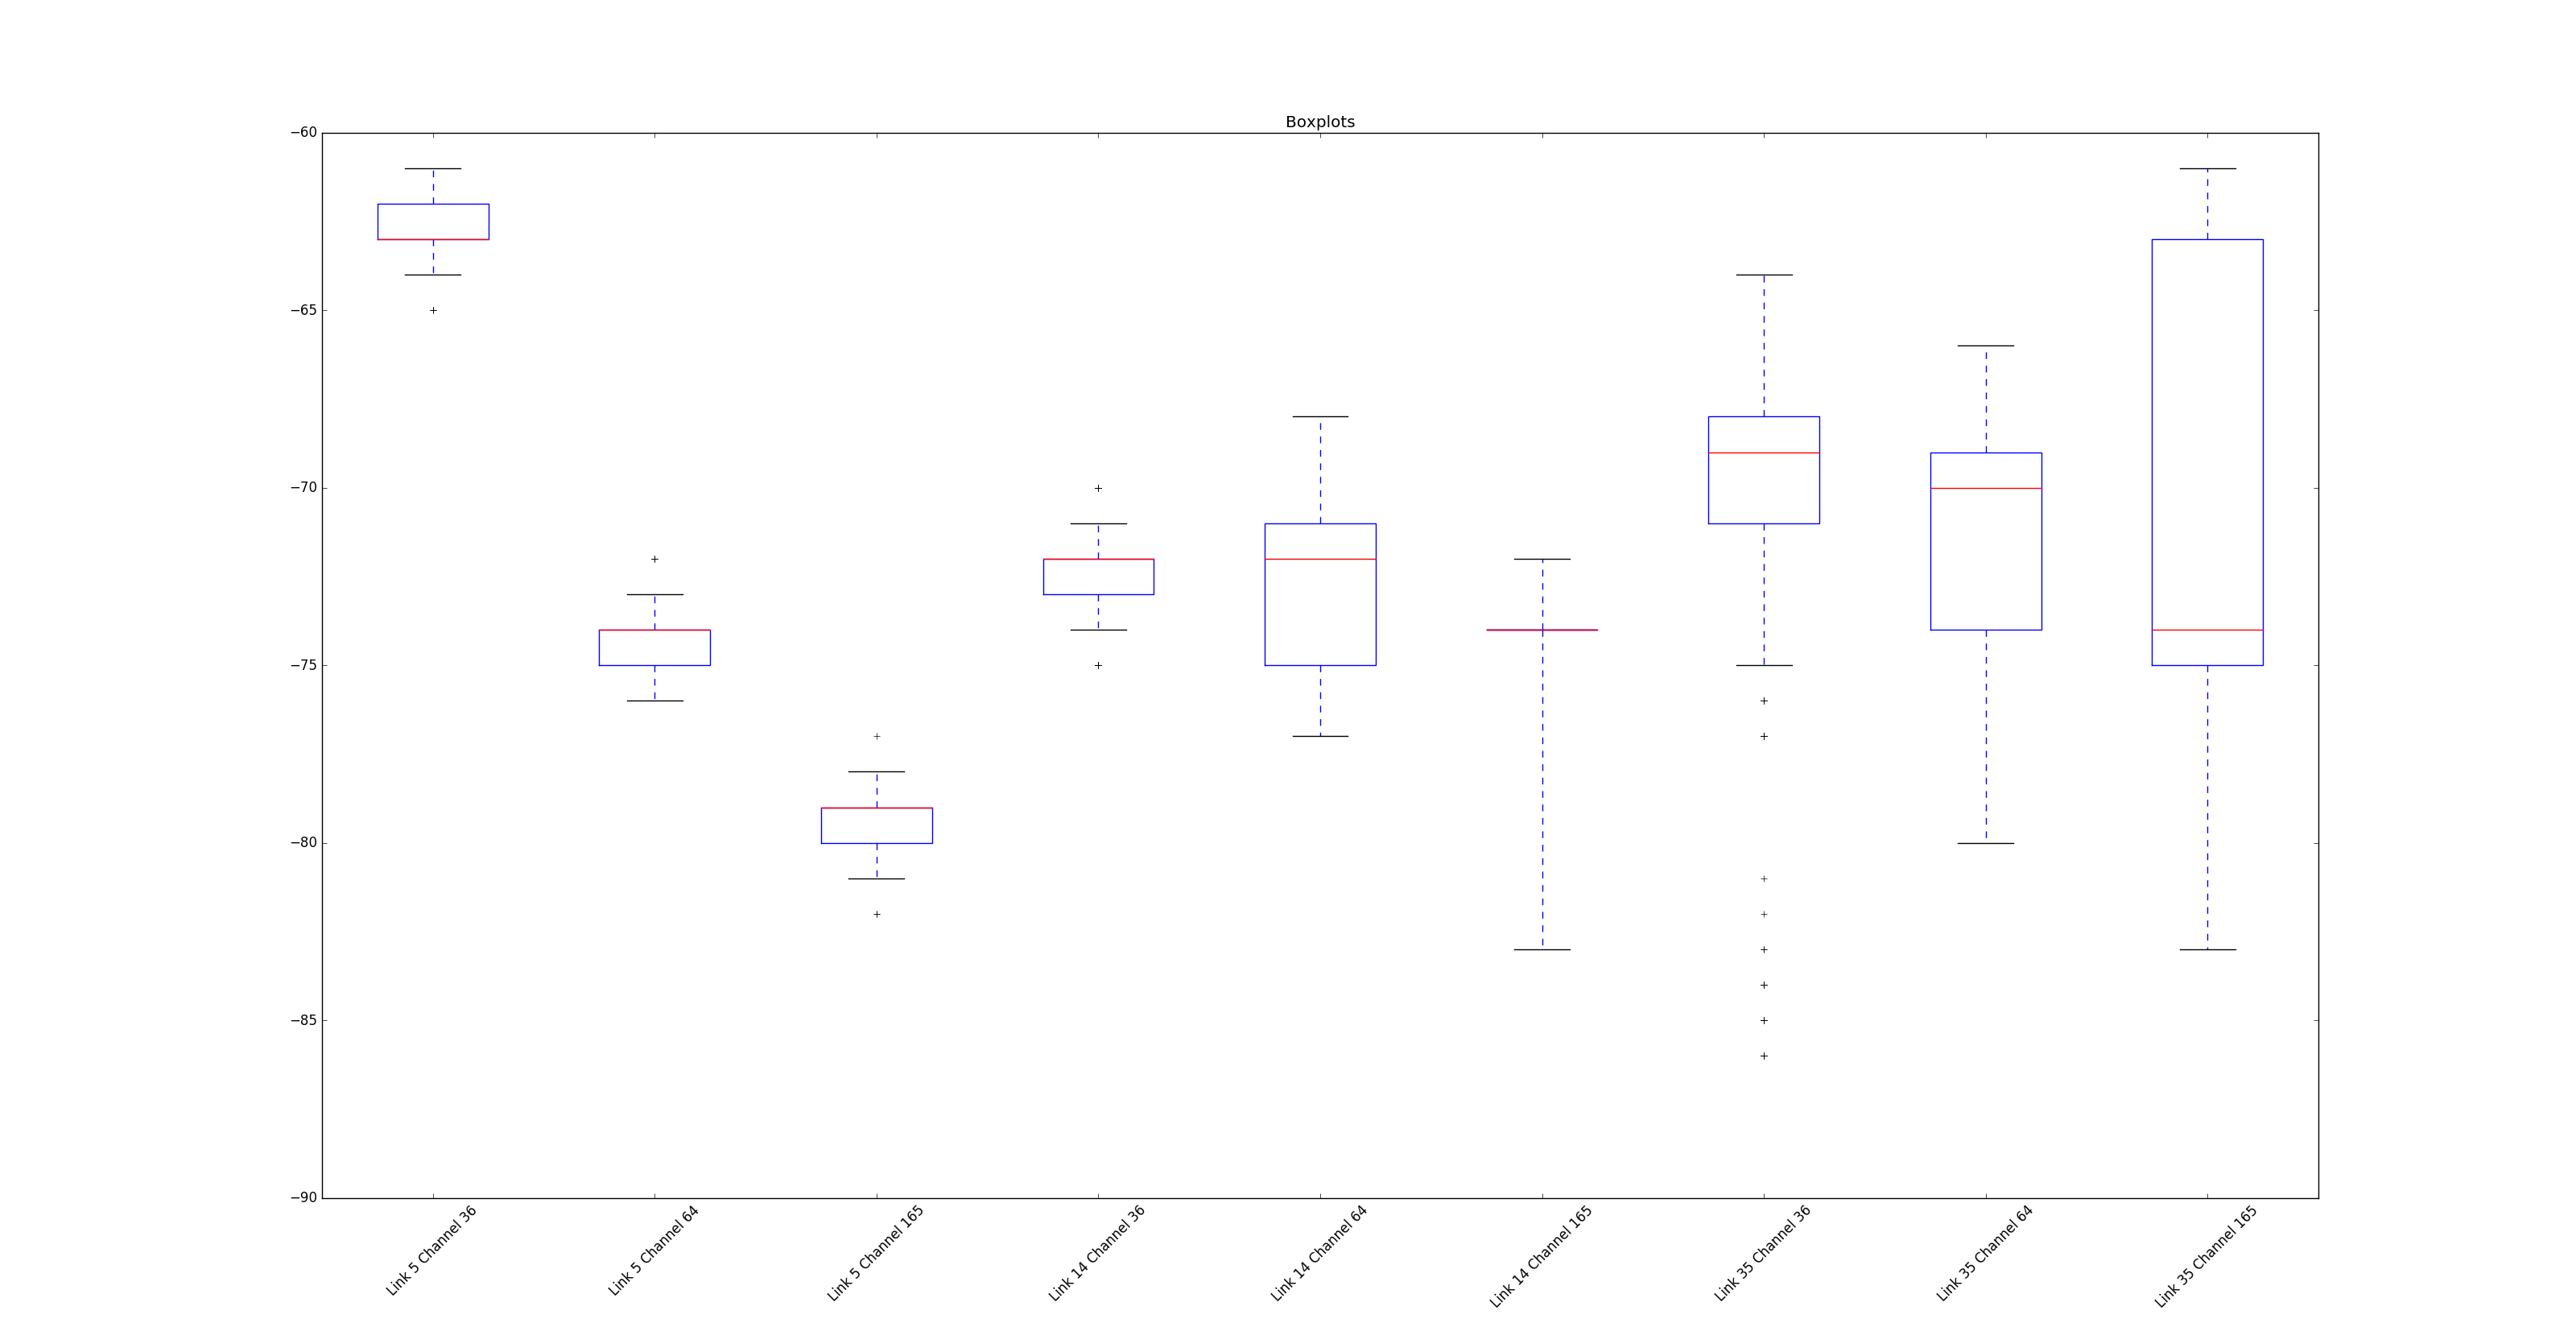 Boxplots
−60
−65
−70
−75
−80
−85
−90
Link 5 Channel 36
Link 5 Channel 64
Link 5 Channel 165
Link 14 Channel 36
Link 14 Channel 64
Link 14 Channel 165
Link 35 Channel 36
Link 35 Channel 64
Link 35 Channel 165